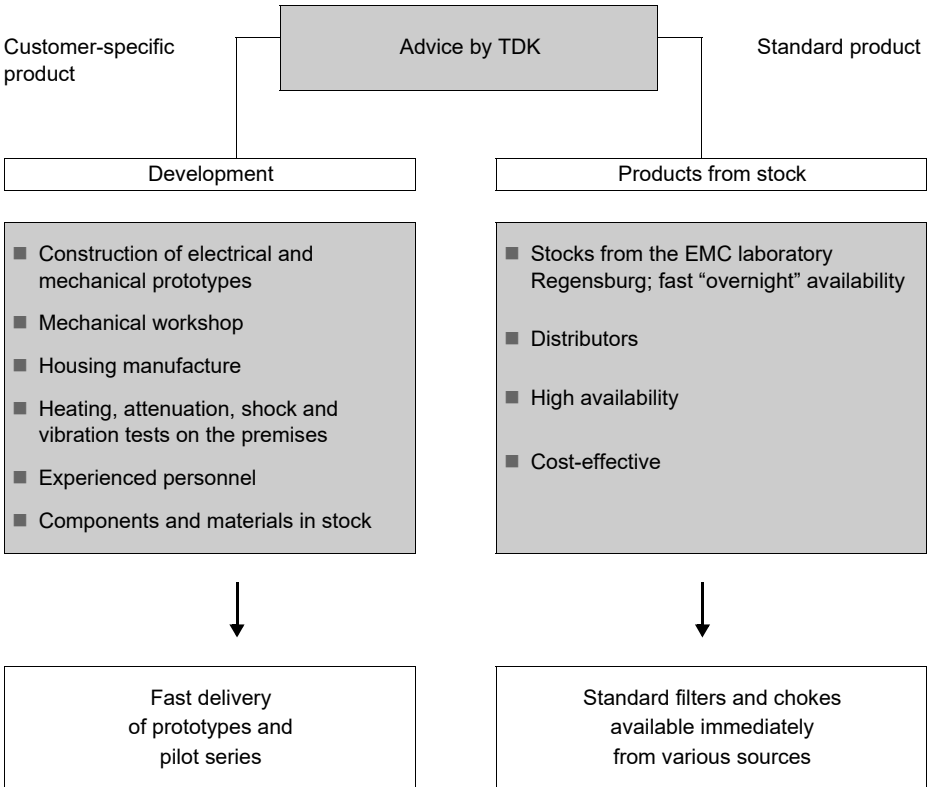 Customer-specific
product
Advice by TDK
Standard product
Development
■ Construction of electrical and
mechanical prototypes
■ Mechanical workshop
■ Housing manufacture
■ Heating, attenuation, shock and
vibration tests on the premises
■ Experienced personnel
■ Components and materials in stock
Fast delivery
of prototypes and
pilot series
Products from stock
■ Stocks from the EMC laboratory
Regensburg; fast “overnight” availability
■ Distributors
■ High availability
■ Cost-effective
Standard filters and chokes
available immediately
from various sources